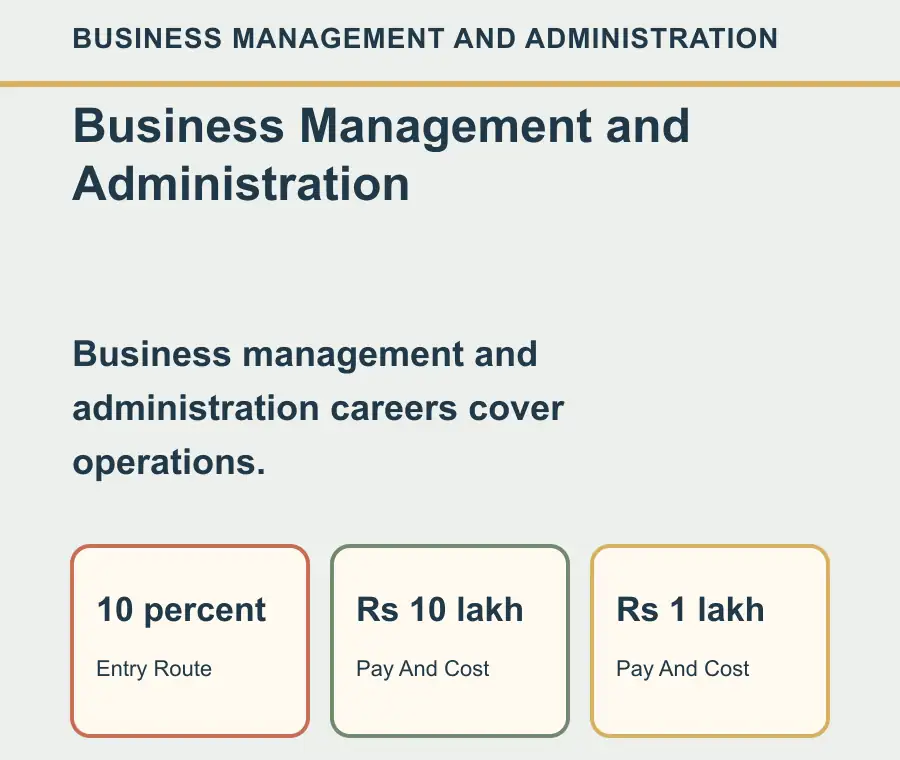 BUSINESS MANAGEMENT AND ADMINISTRATION
Business Management and
Administration
Business management and
administration careers cover
operations.
10 percent
Entry Route
Rs 10 lakh
Pay And Cost
Rs 1 lakh
Pay And Cost